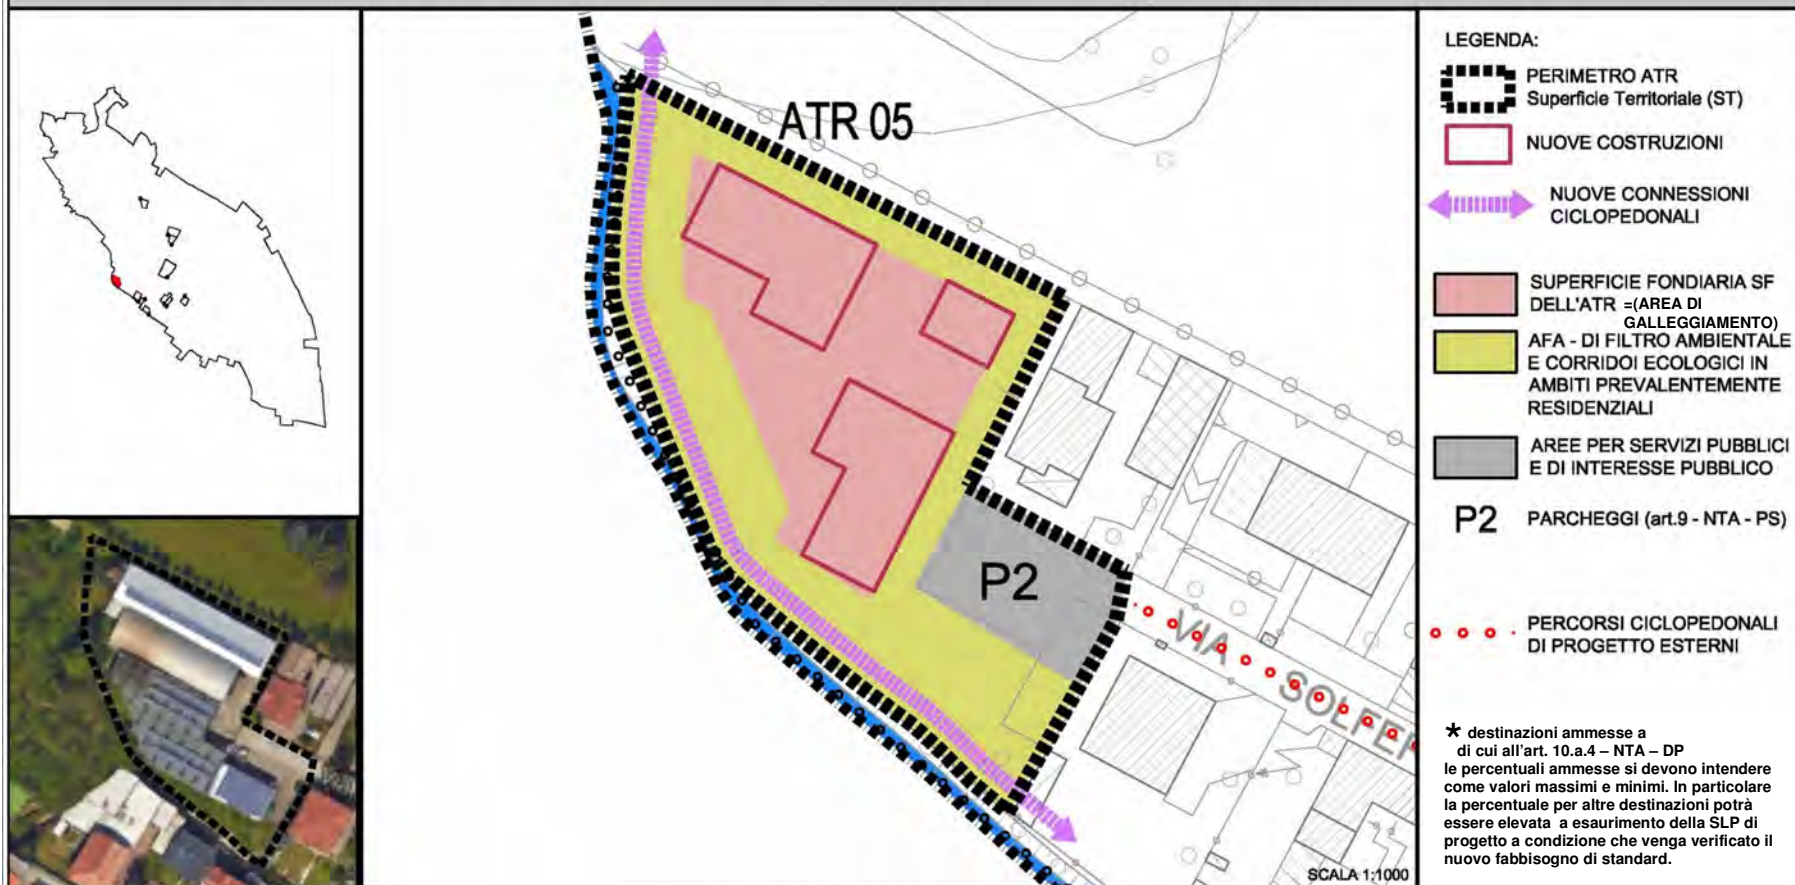 ATR 05
P2
VIA SOLFER
SCALA 1:1000
LEGENDA:
PERIMETRO ATR
Superficie Territoriale (ST)
NUOVE COSTRUZIONI
NUOVE CONNESSIONI
CICLOPEDONALI
SUPERFICIE FONDIARIA SF
DELL'ATR =(AREA DI
GALLEGGIAMENTO)
AFA - DI FILTRO AMBIENTALE
E CORRIDOI ECOLOGICI IN
AMBITI PREVALENTEMENTE
RESIDENZIALI
AREE PER SERVIZI PUBBLICI
E DI INTERESSE PUBBLICO
P2 PARCHEGGI (art.9 - NTA - PS)
PERCORSI CICLOPEDONALI
DI PROGETTO ESTERNI
* destinazioni ammesse a
di cui all'art. 10.a.4 – NTA – DP
le percentuali ammesse si devono intendere
come valori massimi e minimi. In particolare
la percentuale per altre destinazioni potrà
essere elevata a esaurimento della SLP di
progetto a condizione che venga verificato il
nuovo fabbisogno di standard.